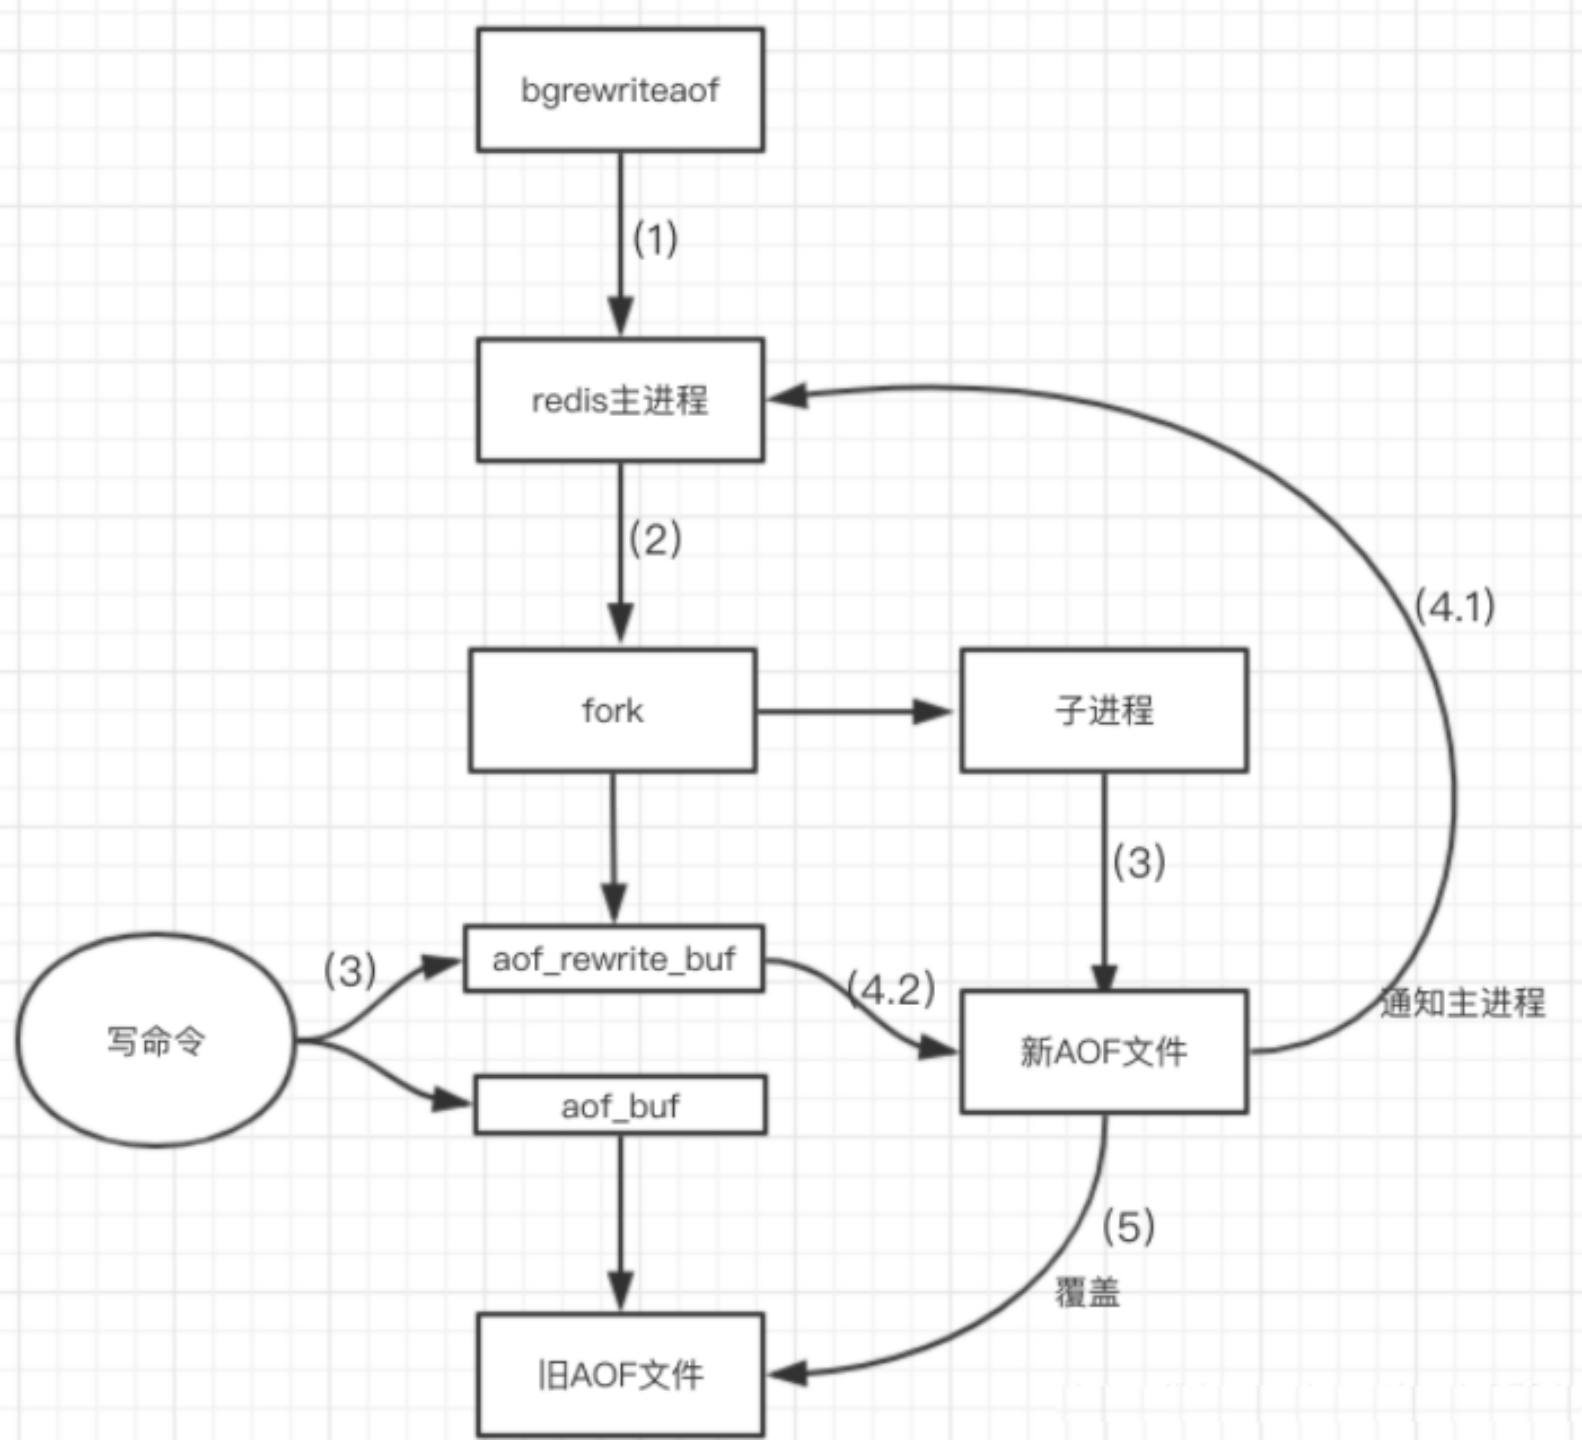 bgrewriteaof
(1)
redis主进程
(2)
(4.1)
fork
子进程
(3)
aof_rewrite_buf
(3)
(4.2)
写命令
通知主进程
新AOF文件
aof_buf
(5)
覆盖
旧AOF文件